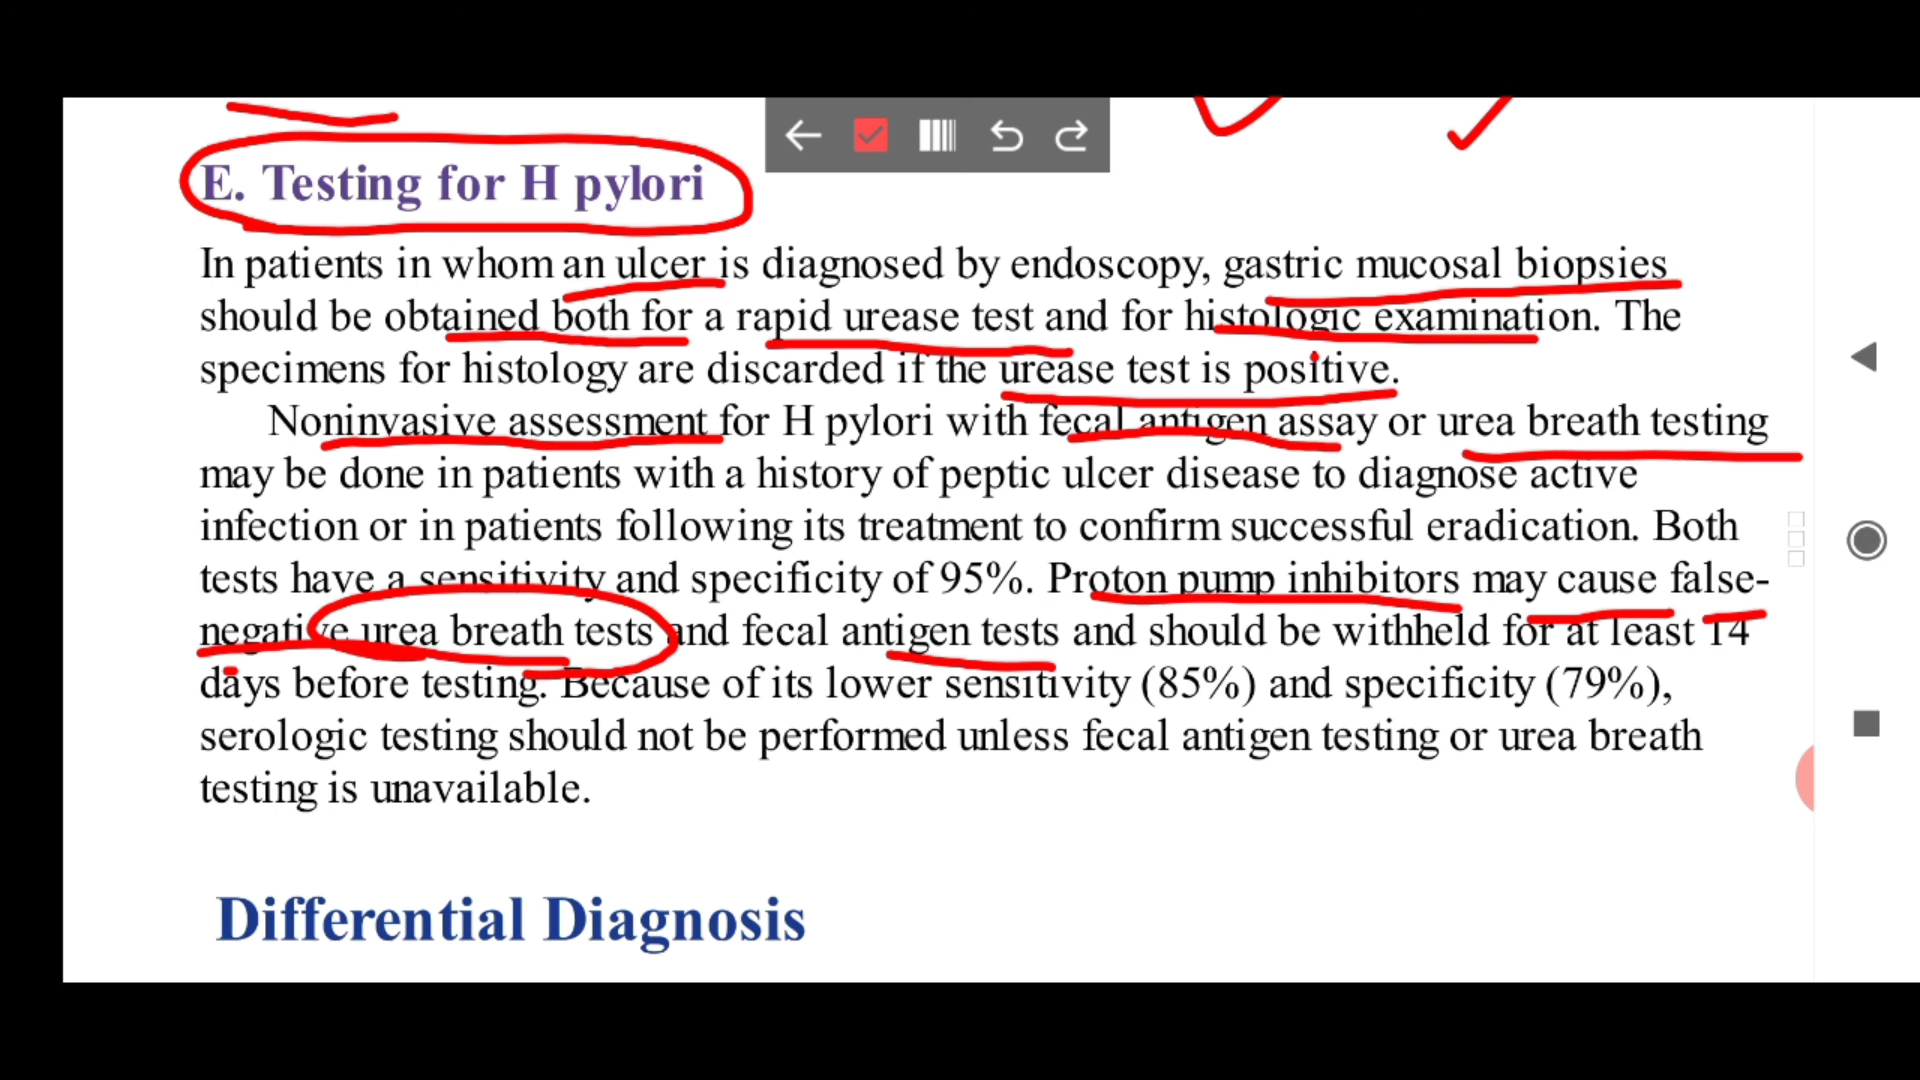 E. Testing for H pylori
In patients in whom an ulcer is diagnosed by endoscopy, gastric mucosal biopsies
should be obtained both for a rapid urease test and for histologic examination. The
specimens for histology are discarded if the urease test is positive.
Noninvasive assessment for H pylori with fecal antigen assay or urea breath testing
may be done in patients with a history of peptic ulcer disease to diagnose active
infection or in patients following its treatment to confirm successful eradication. Both
tests have a sensitivity and specificity of 95%. Proton pump inhibitors may cause false-
negative urea breath tests and fecal antigen tests and should be withheld for at least 14
days before testing. Because of its lower sensitivity (85%) and specificity (79%),
serologic testing should not be performed unless fecal antigen testing or urea breath
testing is unavailable.
Differential Diagnosis